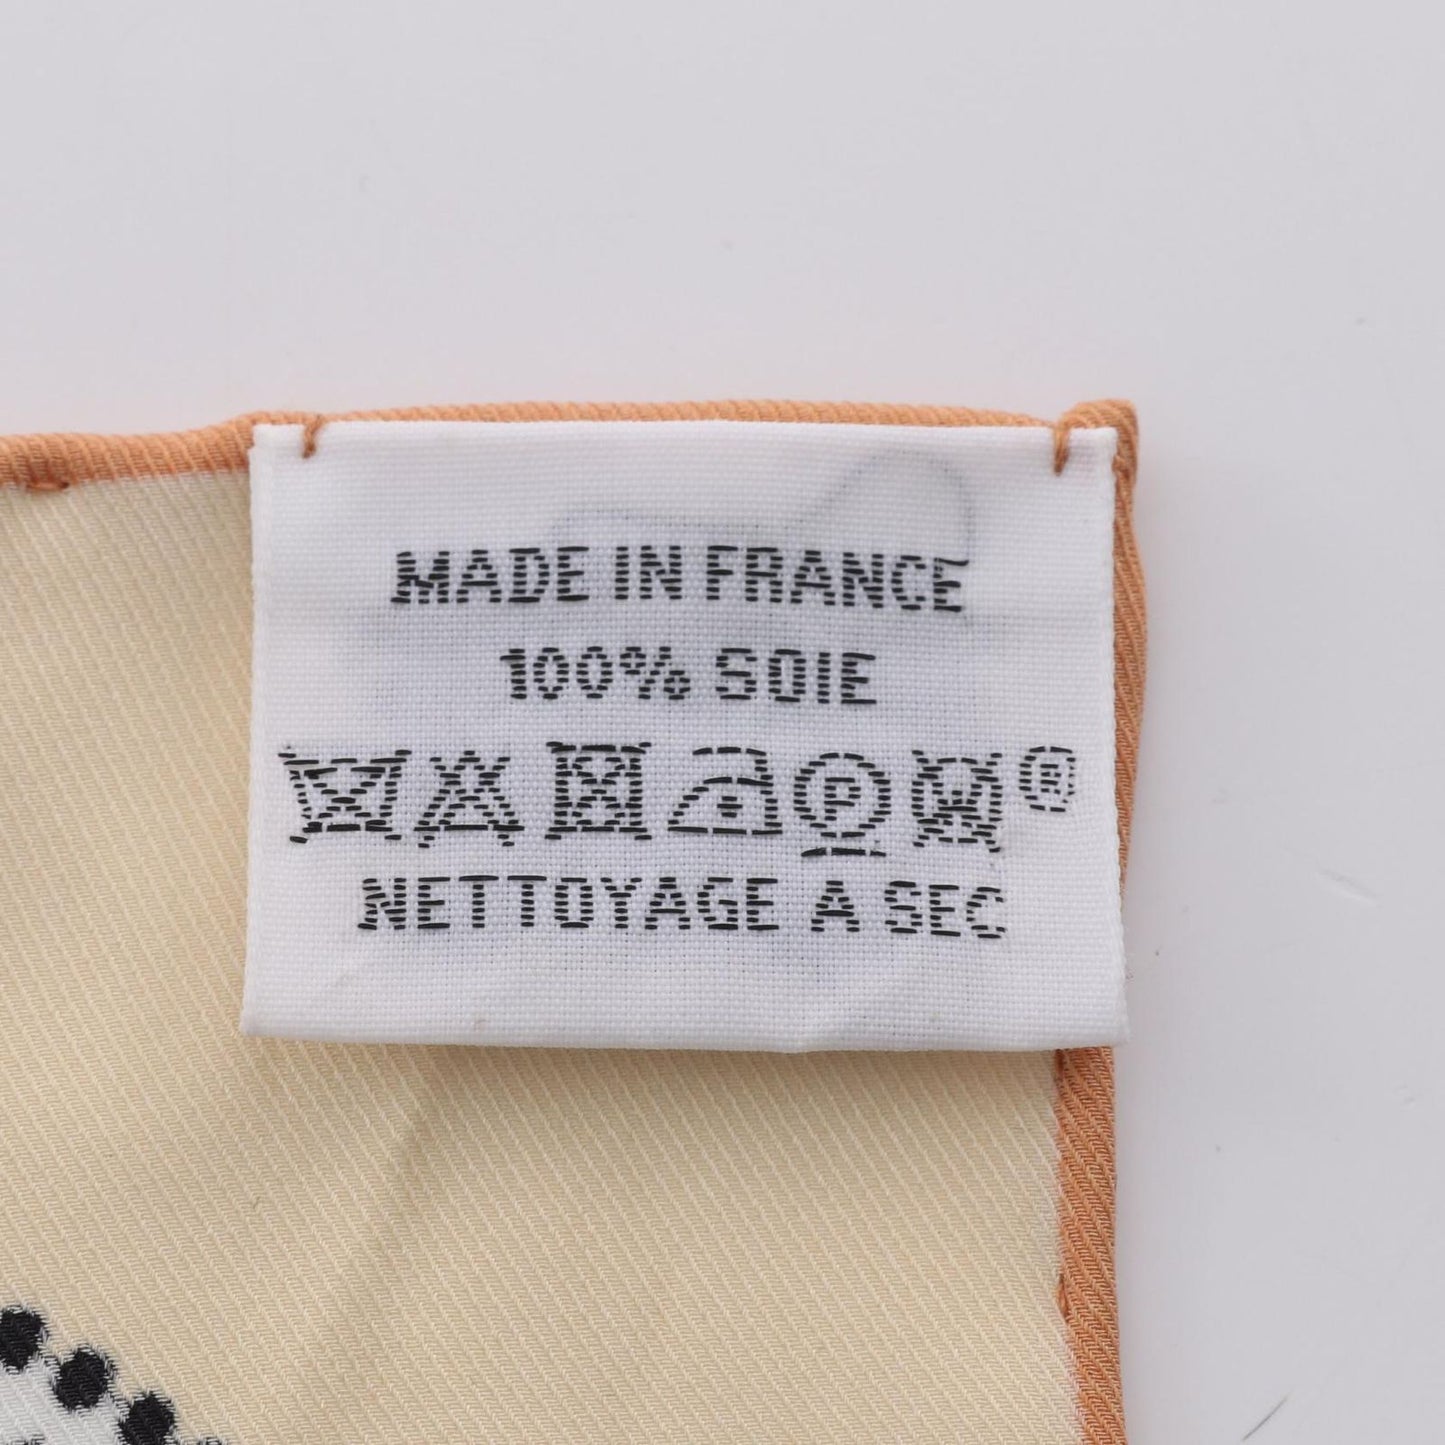 MADE IN FRANCE
100% SOIE
P W ®
NETTOYAGE A SEC